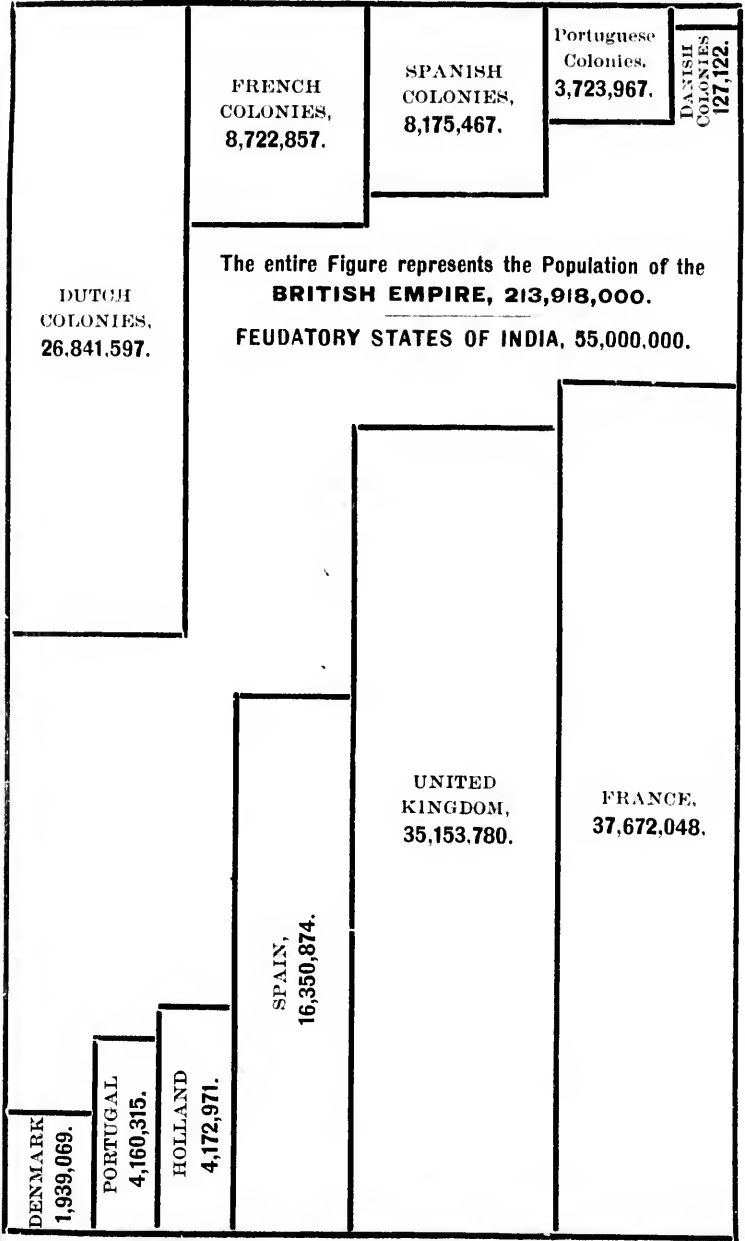 FRENCH
COLONIES,
8,722,857.
SPANISH
COLONIES,
8,175,467.
Portuguese
Colonies,
3,723,967.
DANISH
COLONIES
127,122.
The entire Figure represents the Population of the
BRITISH EMPIRE, 213,918,000.
FEUDATORY STATES OF INDIA, 55,000,000.
DUTCH
COLONIES,
26,841,597.
UNITED
KINGDOM,
35,153,780.
FRANCE,
37,672,048.
SPAIN,
16,350,874.
HOLLAND
4,172,971.
PORTUGAL
4,160,315.
DENMARK
1,939,069.